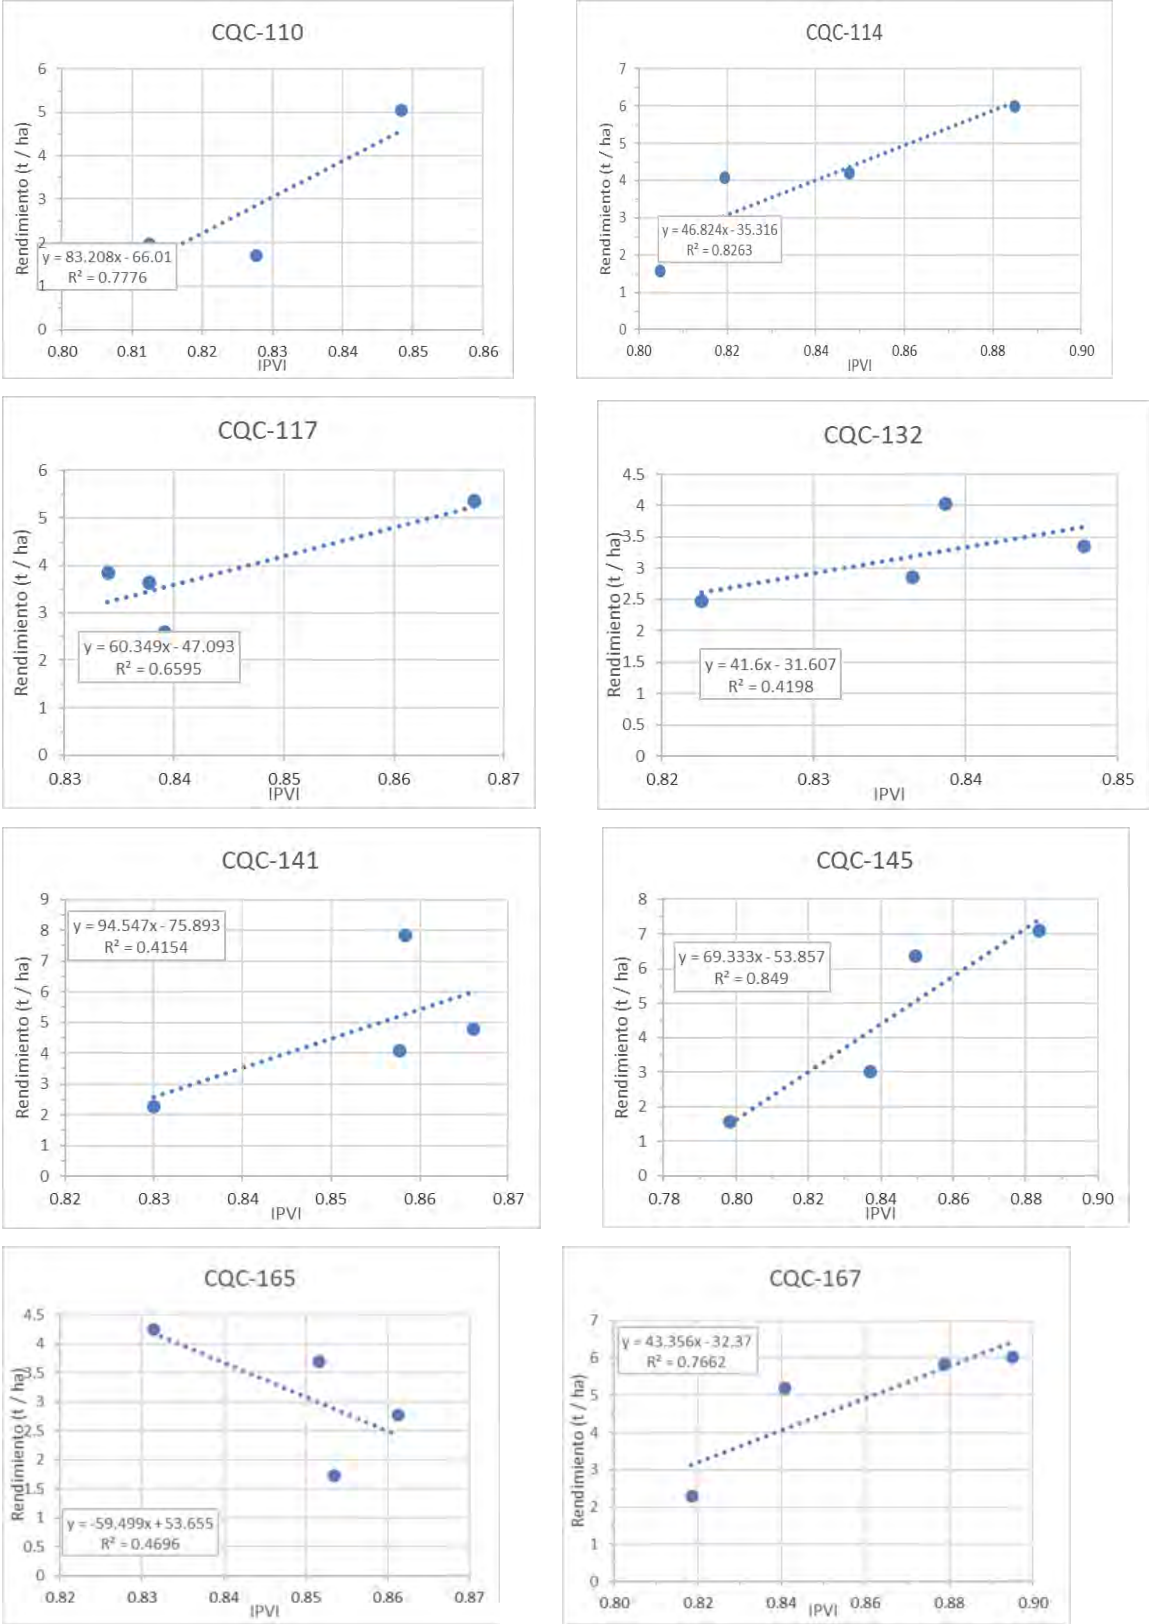 CQC-110
Rendimiento (t / ha)
6
5
4
3
2
1
0
y = 83.208x - 66.01
R² = 0.7776
0.80 0.81 0.82 0.83 0.84 0.85 0.86
IPVI
CQC-114
Rendimiento (t / ha)
7
6
5
4
3
2
1
0
y = 46.824x - 35.316
R² = 0.8263
0.80 0.82 0.84 0.86 0.88 0.90
IPVI
CQC-117
Rendimiento (t / ha)
6
5
4
3
2
1
0
y = 60.349x - 47.093
R² = 0.6595
0.83 0.84 0.85 0.86 0.87
IPVI
CQC-132
Rendimiento (t / ha)
4.5
4
3.5
3
2.5
2
1.5
1
0.5
0
y = 41.6x - 31.607
R² = 0.4198
0.82 0.83 0.84 0.85
IPVI
CQC-141
Rendimiento (t / ha)
9
8
7
6
5
4
3
2
1
0
y = 94.547x - 75.893
R² = 0.4154
0.82 0.83 0.84 0.85 0.86 0.87
IPVI
CQC-145
Rendimiento (t / ha)
8
7
6
5
4
3
2
1
0
y = 69.333x - 53.857
R² = 0.849
0.78 0.80 0.82 0.84 0.86 0.88 0.90
IPVI
CQC-165
Rendimiento (t / ha)
4.5
4
3.5
3
2.5
2
1.5
1
0.5
0
y = -59.499x + 53.655
R² = 0.4696
0.82 0.83 0.84 0.85 0.86 0.87
IPVI
CQC-167
Rendimiento (t / ha)
7
6
5
4
3
2
1
0
y = 43.356x - 32.37
R² = 0.7662
0.80 0.82 0.84 0.86 0.88 0.90
IPVI